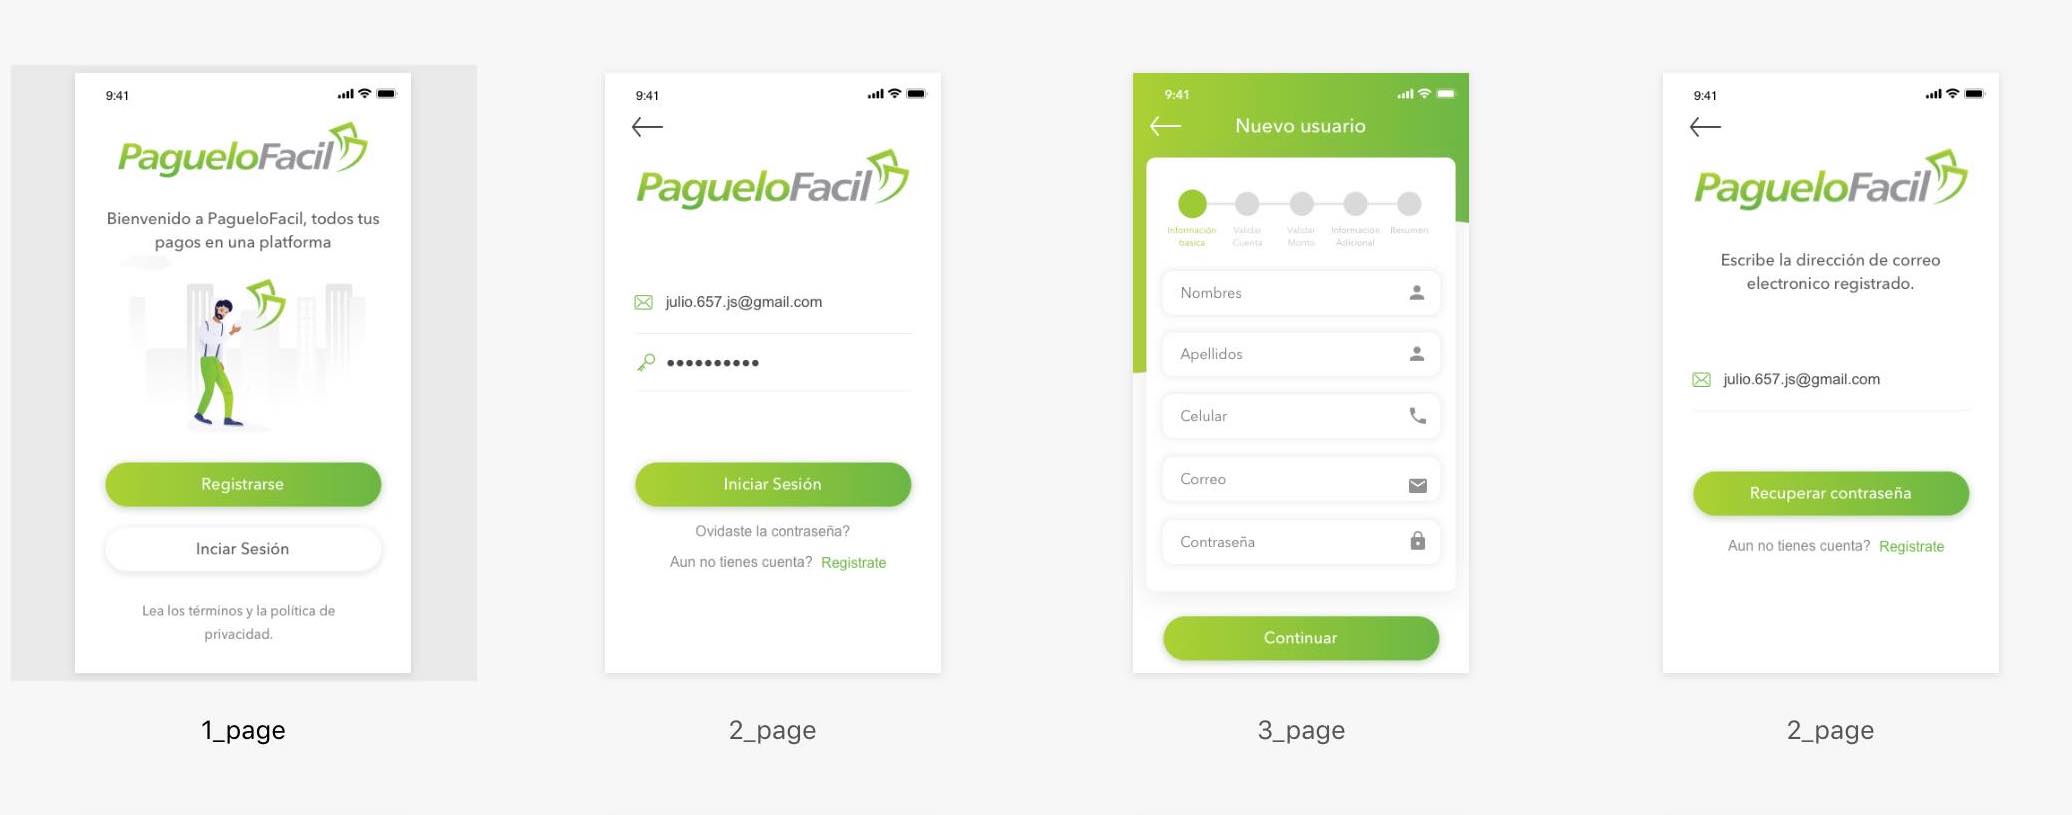 9:41
PagueloFacil
Bienvenido a PagueloFacil, todos tus
pagos en una platforma
Registrarse
Inciar Sesión
Lea los términos y la política de
privacidad.
1_page
9:41
PagueloFacil
julio.657.js@gmail.com
Iniciar Sesión
Ovidaste la contraseña?
Aun no tienes cuenta? Registrate
2_page
9:41
Nuevo usuario
Información
basica
Validar
Cuenta
Validar
Monto
Información
Adicional
Resumen
Nombres
Apellidos
Celular
Correo
Contraseña
Continuar
3_page
9:41
PagueloFacil
Escribe la dirección de correo
electronico registrado.
julio.657.js@gmail.com
Recuperar contraseña
Aun no tienes cuenta? Registrate
2_page